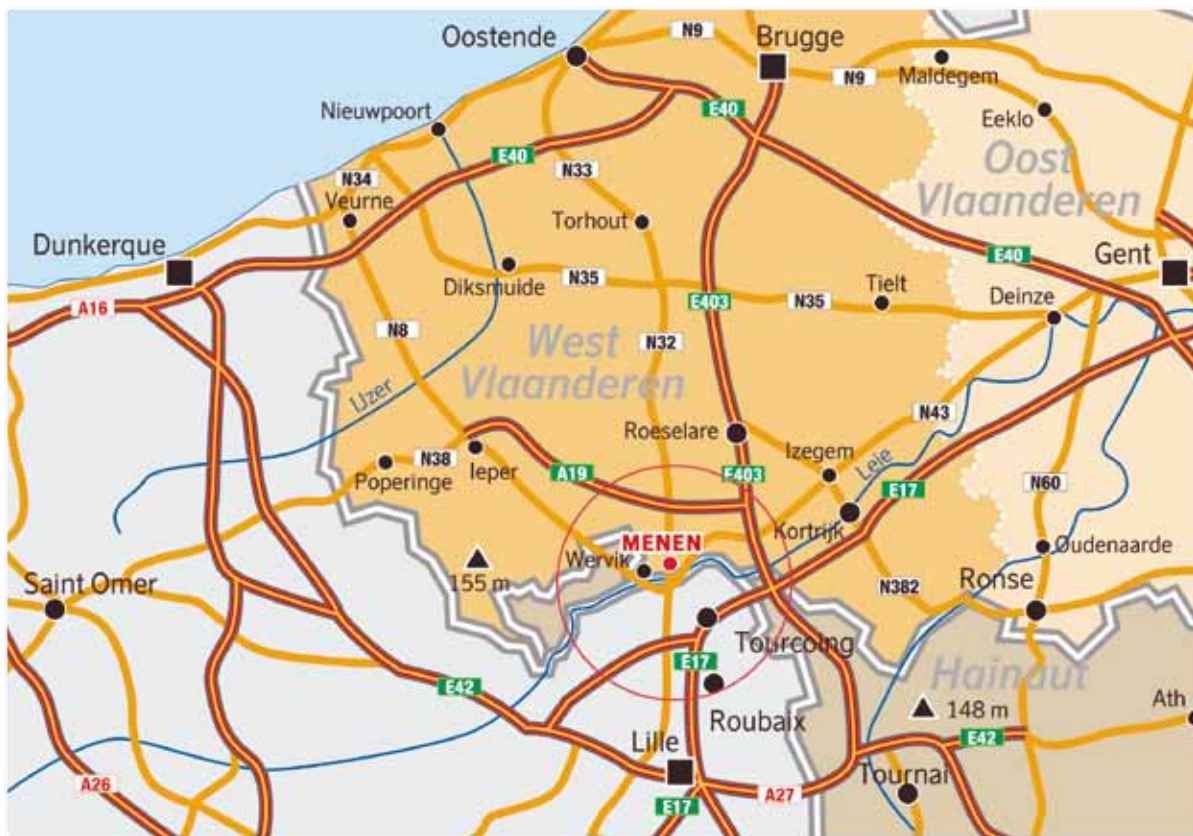 Oostende
N9
Brugge
N9
Maldegem
Nieuwpoort
E40
Eeklo
E40
Oost
Vlaanderen
N34
N33
Veurne
Torhout
Dunkerque
Gent
E40
Diksmuide
N35
Tielt
A16
E403
N35
Deinze
N8
N32
West
Vlaanderen
IJzer
N43
Roeselare
Izegem
N38
Ieper
Poperinge
A19
E403
Leie
E17
N60
Kortrijk
MENEN
Wervik
Oudenaarde
155 m
Saint Omer
N382
Ronse
Tourcoing
E17
Hainaut
E42
Ath
Roubaix
148 m
Lille
E42
A26
A27
Tournai
E17